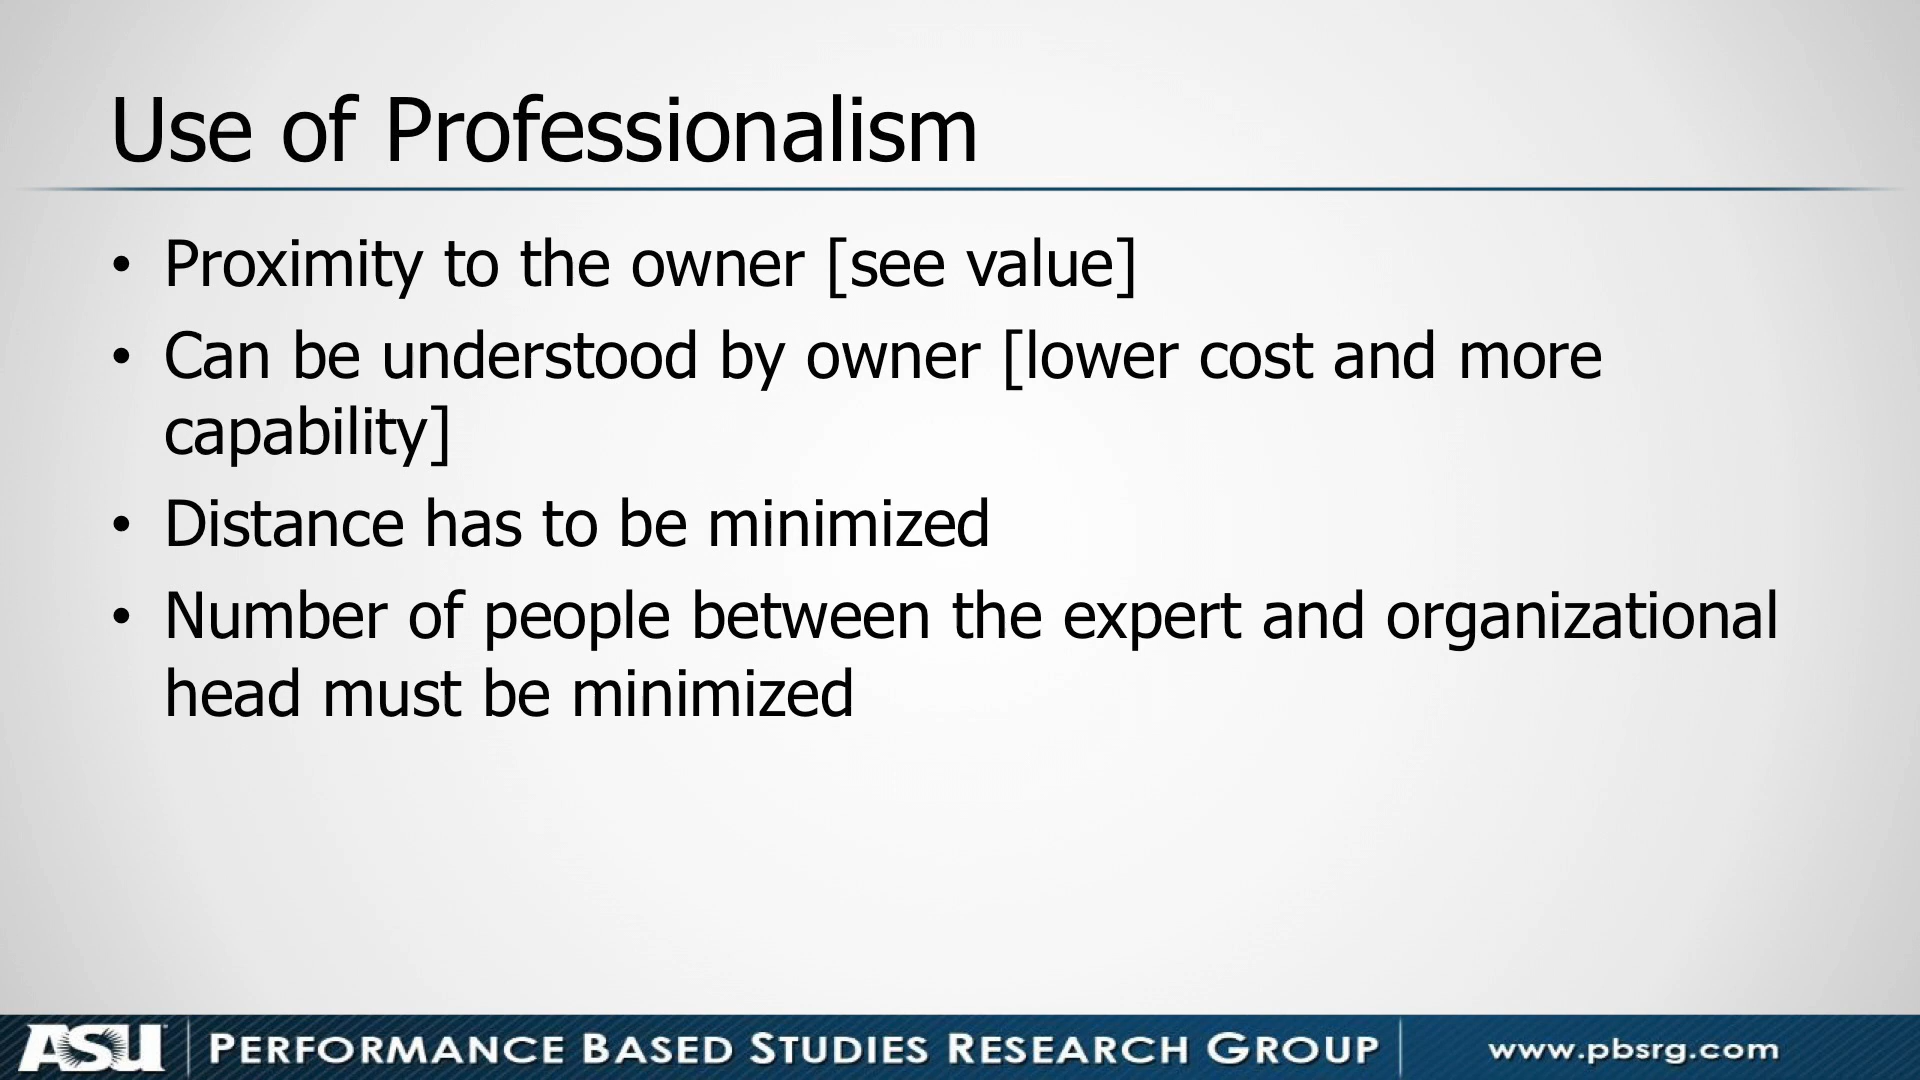 Use of Professionalism
• Proximity to the owner [see value]
• Can be understood by owner [lower cost and more
capability]
• Distance has to be minimized
• Number of people between the expert and organizational
head must be minimized
ASU PERFORMANCE BASED STUDIES RESEARCH GROUP www.pbsrg.com